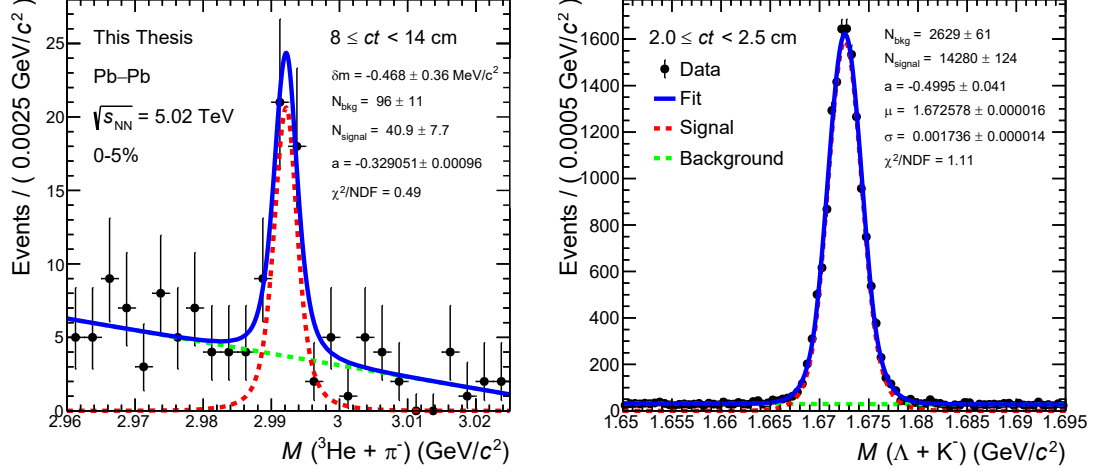 This Thesis
Pb–Pb
√sNN = 5.02 TeV
0-5%
8 ≤ ct < 14 cm
δm = -0.468 ± 0.36 MeV/c²
Nbkg = 96 ± 11
Nsignal = 40.9 ± 7.7
a = -0.329051 ± 0.00096
χ²/NDF = 0.49
Events / ( 0.0025 GeV/c² )
0
5
10
15
20
25
2.96 2.97 2.98 2.99 3 3.01 3.02
M (³He + π⁻) (GeV/c²)
2.0 ≤ ct < 2.5 cm
Data
Fit
Signal
Background
Nbkg = 2629 ± 61
Nsignal = 14280 ± 124
a = -0.4995 ± 0.041
μ = 1.672578 ± 0.000016
σ = 0.001736 ± 0.000014
χ²/NDF = 1.11
Events / ( 0.0005 GeV/c² )
0
200
400
600
800
1000
1200
1400
1600
1.65 1.655 1.66 1.665 1.67 1.675 1.68 1.685 1.69 1.695
M (Λ + K⁻) (GeV/c²)